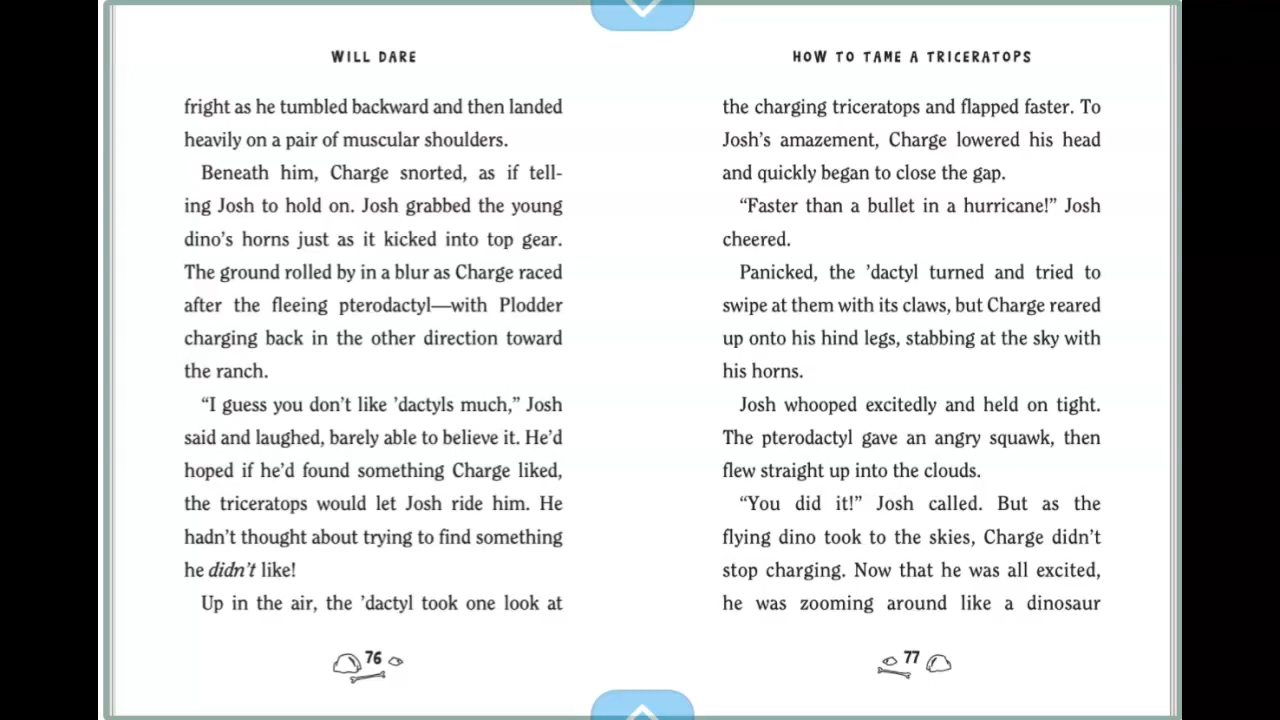 WILL DARE
fright as he tumbled backward and then landed
heavily on a pair of muscular shoulders.
Beneath him, Charge snorted, as if tell-
ing Josh to hold on. Josh grabbed the young
dino’s horns just as it kicked into top gear.
The ground rolled by in a blur as Charge raced
after the fleeing pterodactyl—with Plodder
charging back in the other direction toward
the ranch.
“I guess you don’t like ’dactyls much,” Josh
said and laughed, barely able to believe it. He’d
hoped if he’d found something Charge liked,
the triceratops would let Josh ride him. He
hadn’t thought about trying to find something
he didn’t like!
Up in the air, the ’dactyl took one look at
76
HOW TO TAME A TRICERATOPS
the charging triceratops and flapped faster. To
Josh’s amazement, Charge lowered his head
and quickly began to close the gap.
“Faster than a bullet in a hurricane!” Josh
cheered.
Panicked, the ’dactyl turned and tried to
swipe at them with its claws, but Charge reared
up onto his hind legs, stabbing at the sky with
his horns.
Josh whooped excitedly and held on tight.
The pterodactyl gave an angry squawk, then
flew straight up into the clouds.
“You did it!” Josh called. But as the
flying dino took to the skies, Charge didn’t
stop charging. Now that he was all excited,
he was zooming around like a dinosaur
77